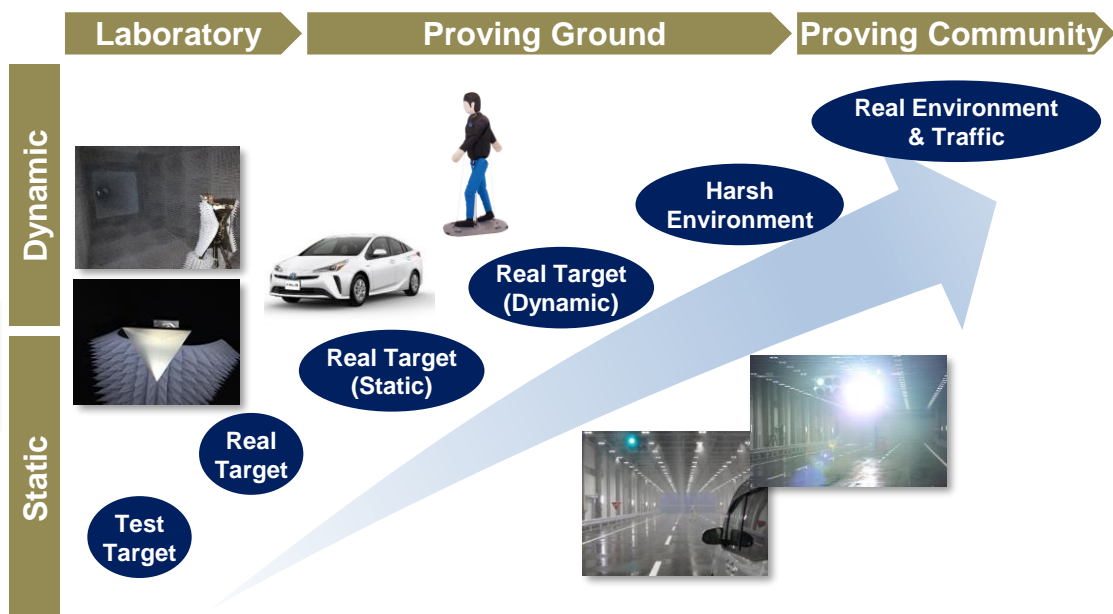 Laboratory
Proving Ground
Proving Community
Dynamic
Static
Real Environment
& Traffic
Harsh
Environment
Real Target
(Dynamic)
Real Target
(Static)
Real
Target
Test
Target